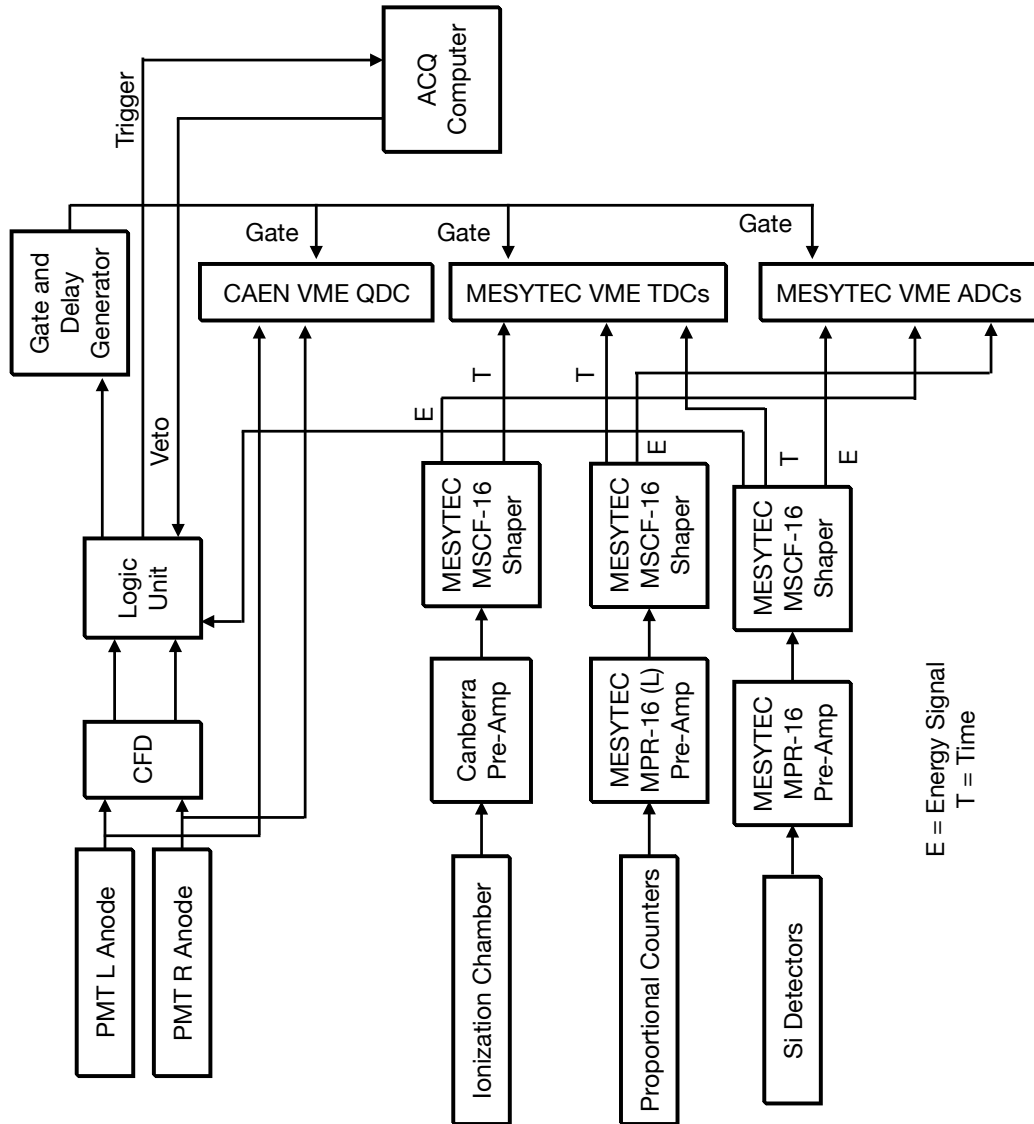 PMT L Anode
PMT R Anode
CFD
Logic
Unit
Gate and
Delay
Generator
Trigger
Veto
ACQ
Computer
CAEN VME QDC
Gate
MESYTEC VME TDCs
Gate
MESYTEC VME ADCs
Gate
Ionization Chamber
Canberra
Pre-Amp
MESYTEC
MSCF-16
Shaper
E
T
Proportional Counters
MESYTEC
MPR-16 (L)
Pre-Amp
MESYTEC
MSCF-16
Shaper
T
E
Si Detectors
MESYTEC
MPR-16
Pre-Amp
MESYTEC
MSCF-16
Shaper
T
E
E = Energy Signal
T = Time